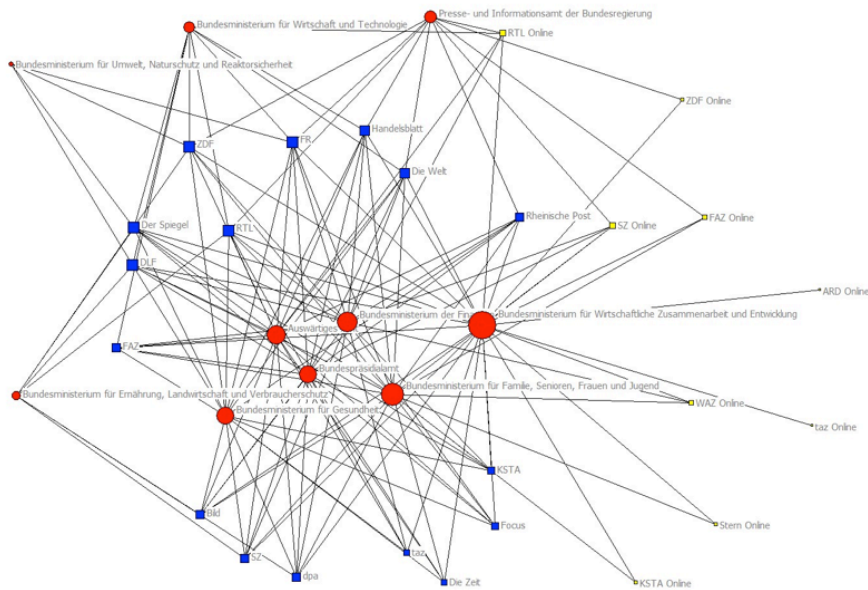 Presse- und Informationsamt der Bundesregierung
Bundesministerium für Wirtschaft und Technologie
RTL Online
Bundesministerium für Umwelt, Naturschutz und Reaktorsicherheit
ZDF Online
Handelsblatt
FR
ZDF
Die Welt
Rheinische Post
FAZ Online
Der Spiegel
SZ Online
RTL
DLF
ARD Online
Bundesministerium der Finan
Bundesministerium für Wirtschaftliche Zusammenarbeit und Entwicklung
Auswärtiges
FAZ
Bundespräsidialamt
Bundesministerium für Familie, Senioren, Frauen und Jugend
Bundesministerium für Ernährung, Landwirtschaft und Verbraucherschutz
WAZ Online
Bundesministerium für Gesundheit
taz Online
KSTA
Bild
Stern Online
Focus
taz
SZ
dpa
Die Zeit
KSTA Online